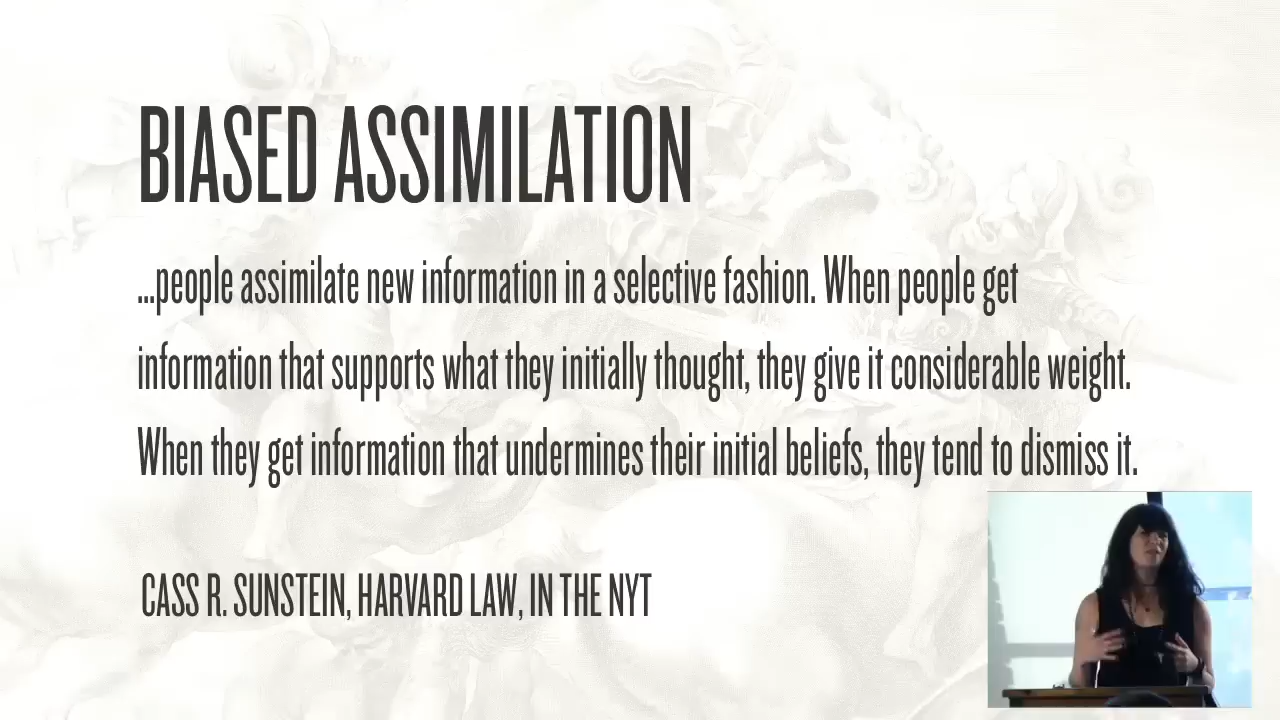 BIASED ASSIMILATION
...people assimilate new information in a selective fashion. When people get
information that supports what they initially thought, they give it considerable weight.
When they get information that undermines their initial beliefs, they tend to dismiss it.
CASS R. SUNSTEIN, HARVARD LAW, IN THE NYT